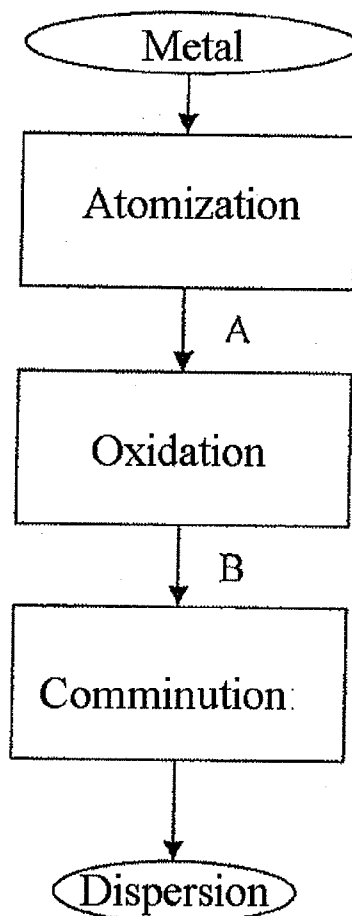 Metal
Atomization
A
Oxidation
B
Comminution
Dispersion